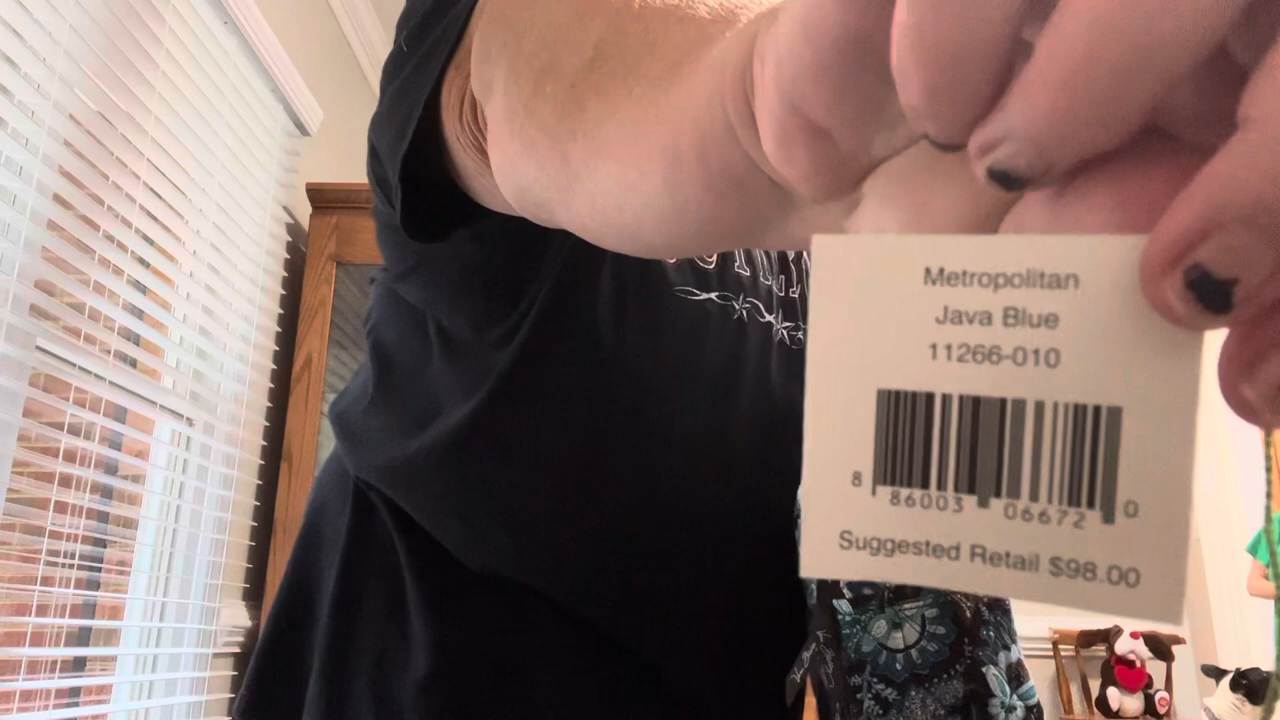 Metropolitan
Java Blue
11266-010
8 86003 06672 0
Suggested Retail $98.00